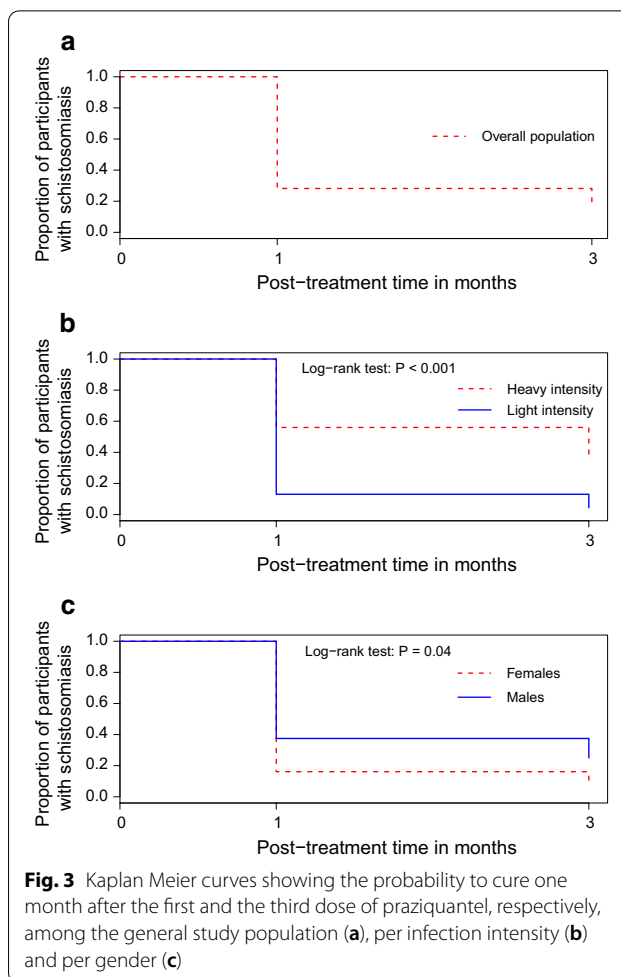 a
Proportion of participants
with schistosomiasis
1.0
0.8
0.6
0.4
0.2
0.0
Overall population
0
1
3
Post−treatment time in months
b
Proportion of participants
with schistosomiasis
1.0
0.8
0.6
0.4
0.2
0.0
Log−rank test: P < 0.001
Heavy intensity
Light intensity
0
1
3
Post−treatment time in months
c
Proportion of participants
with schistosomiasis
1.0
0.8
0.6
0.4
0.2
0.0
Log−rank test: P = 0.04
Females
Males
0
1
3
Post−treatment time in months
Fig. 3 Kaplan Meier curves showing the probability to cure one
month after the first and the third dose of praziquantel, respectively,
among the general study population (a), per infection intensity (b)
and per gender (c)